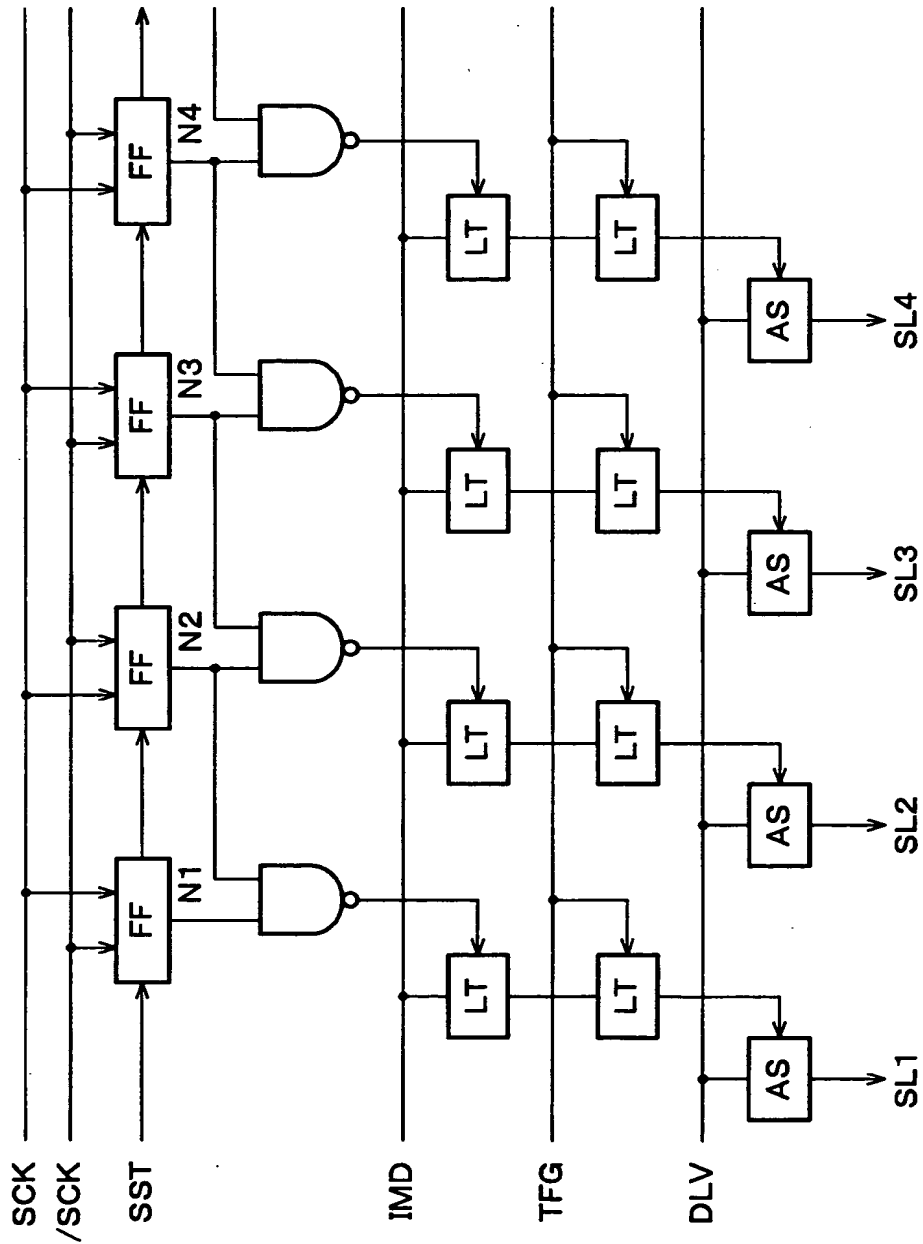 SCK
/SCK
SST
FF FF FF FF
N1 N2 N3 N4
IMD
LT LT LT LT
TFG
LT LT LT LT
DLV
AS AS AS AS
SL1 SL2 SL3 SL4